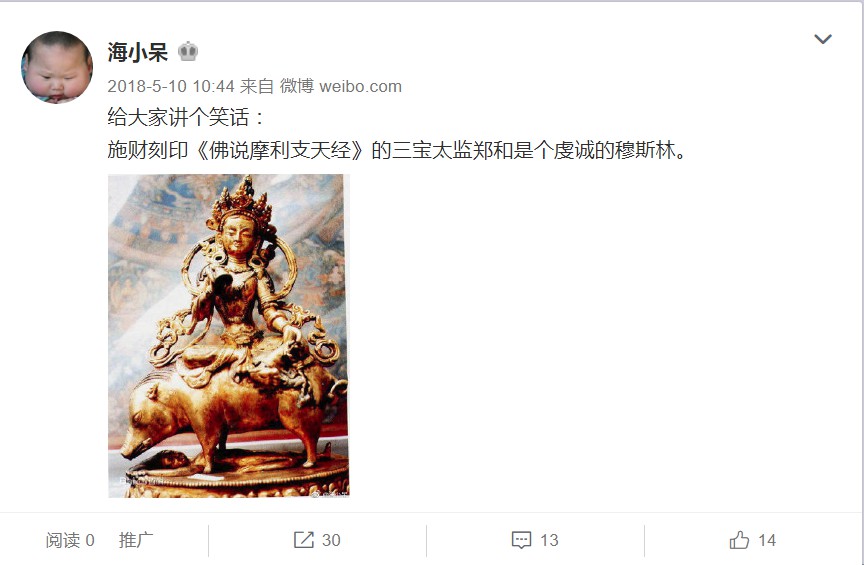 海小呆
2018-5-10 10:44 来自 微博 weibo.com
给大家讲个笑话：
施财刻印《佛说摩利支天经》的三宝太监郑和是个虔诚的穆斯林。
阅读 0 推广 30 13 14